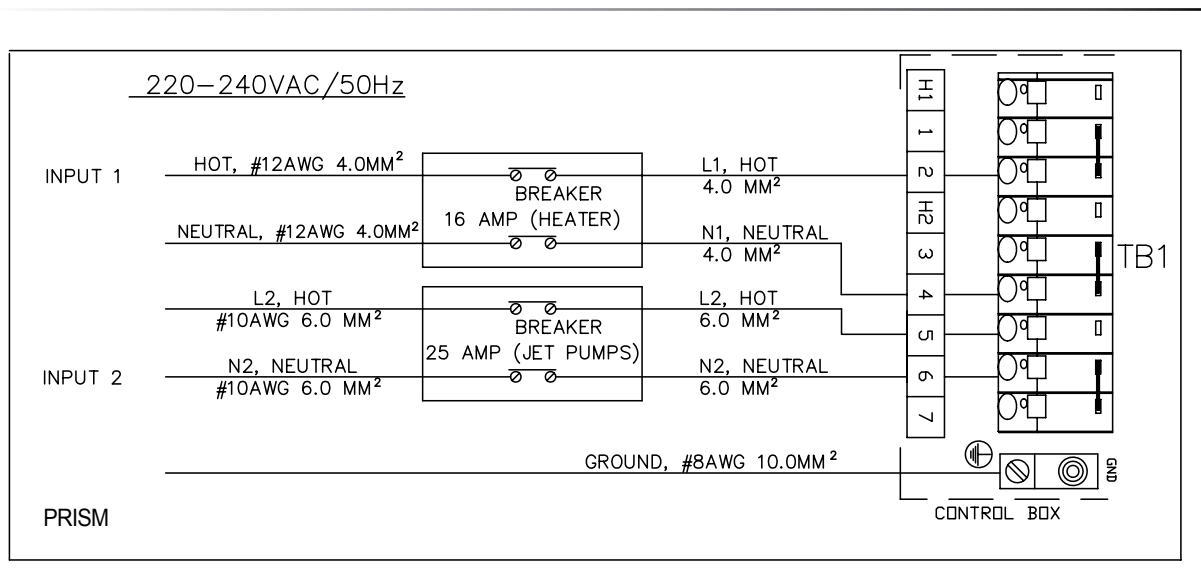 220-240VAC/50Hz
INPUT 1
HOT, #12AWG 4.0MM²
NEUTRAL, #12AWG 4.0MM²
BREAKER
16 AMP (HEATER)
L1, HOT
4.0 MM²
N1, NEUTRAL
4.0 MM²
INPUT 2
L2, HOT
#10AWG 6.0 MM²
N2, NEUTRAL
#10AWG 6.0 MM²
BREAKER
25 AMP (JET PUMPS)
L2, HOT
6.0 MM²
N2, NEUTRAL
6.0 MM²
GROUND, #8AWG 10.0MM²
H1
1
2
H2
3
4
5
6
7
TB1
GND
CONTROL BOX
PRISM